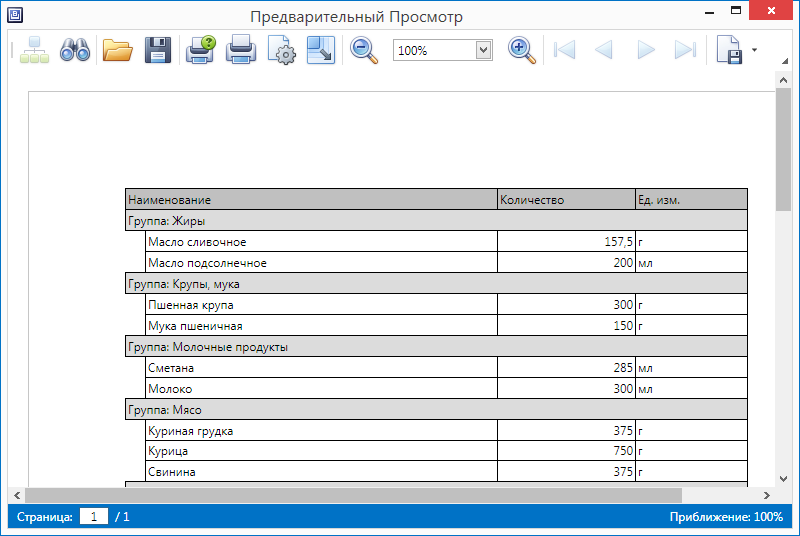 Предварительный Просмотр
100%
Наименование Количество Ед. изм.
Группа: Жиры
Масло сливочное 157,5 г
Масло подсолнечное 200 мл
Группа: Крупы, мука
Пшенная крупа 300 г
Мука пшеничная 150 г
Группа: Молочные продукты
Сметана 285 мл
Молоко 300 мл
Группа: Мясо
Куриная грудка 375 г
Курица 750 г
Свинина 375 г
Страница: 1 / 1 Приближение: 100%